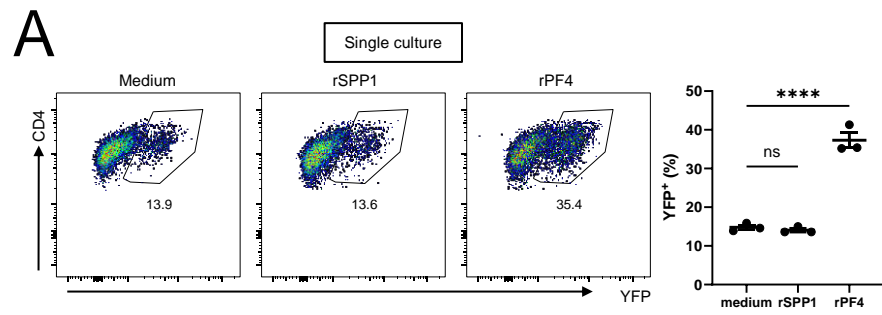 A
Single culture
Medium
rSPP1
rPF4
CD4
13.9
13.6
35.4
YFP
YFP+ (%)
50
40
30
20
10
0
****
ns
medium rSPP1 rPF4